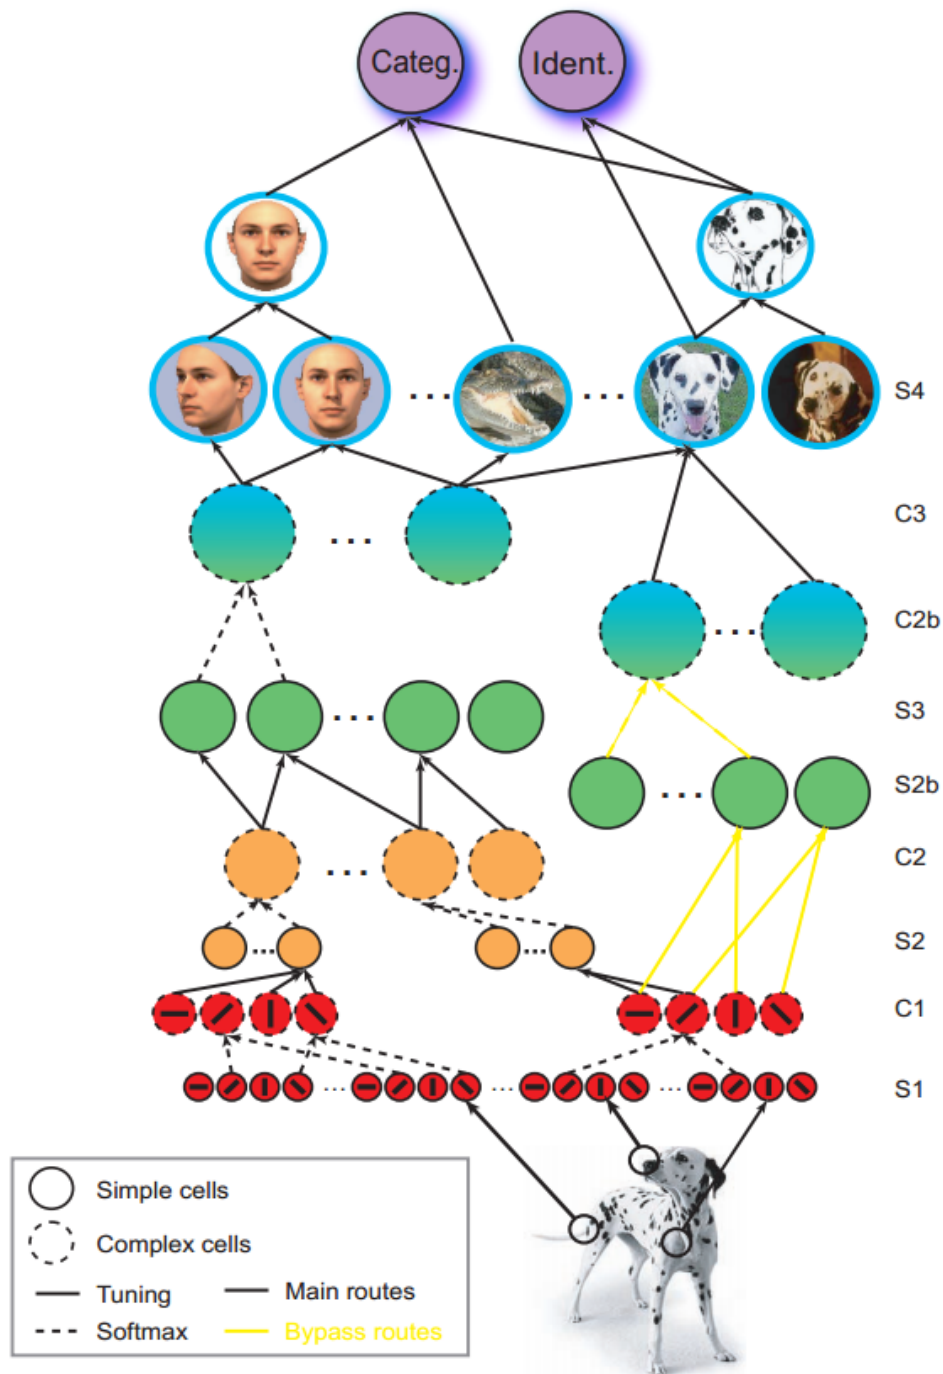 Categ.
Ident.
S4
C3
C2b
S3
S2b
C2
S2
C1
S1
Simple cells
Complex cells
Tuning
Main routes
Softmax
Bypass routes